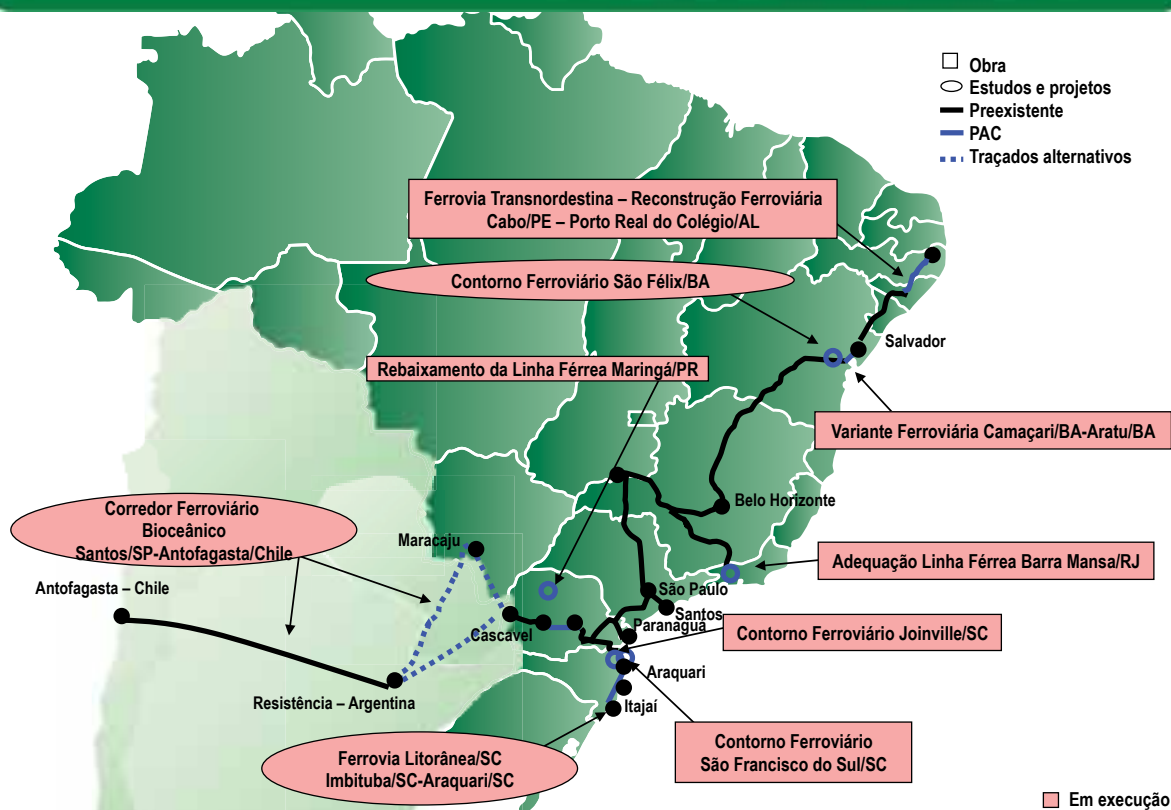 Obra
Estudos e projetos
Preexistente
PAC
Traçados alternativos
Ferrovia Transnordestina – Reconstrução Ferroviária
Cabo/PE – Porto Real do Colégio/AL
Contorno Ferroviário São Félix/BA
Salvador
Rebaixamento da Linha Férrea Maringá/PR
Variante Ferroviária Camaçari/BA-Aratu/BA
Belo Horizonte
Corredor Ferroviário
Bioceânico
Santos/SP-Antofagasta/Chile
Maracaju
Adequação Linha Férrea Barra Mansa/RJ
Antofagasta – Chile
São Paulo
Santos
Paranaguá
Cascavel
Contorno Ferroviário Joinville/SC
Araquari
Resistência – Argentina
Itajaí
Contorno Ferroviário
São Francisco do Sul/SC
Ferrovia Litorânea/SC
Imbituba/SC-Araquari/SC
Em execução